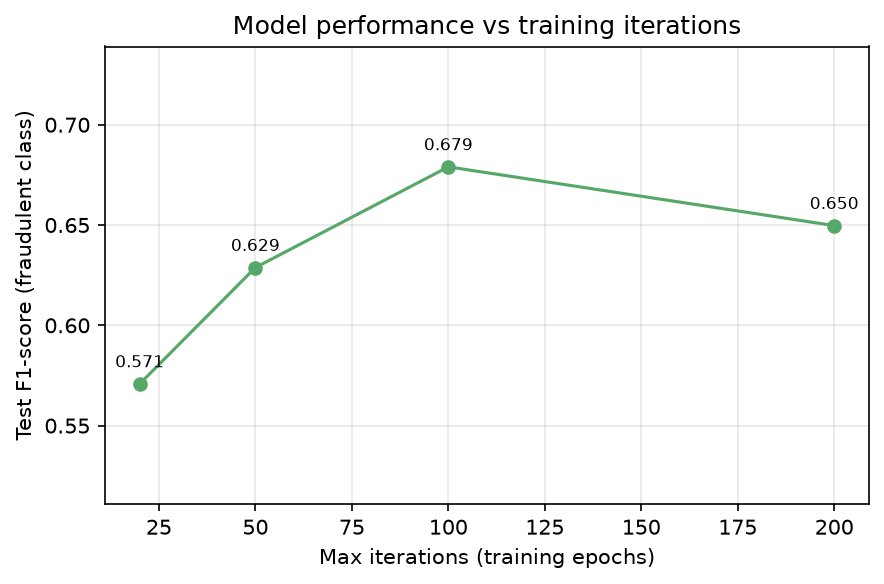 Model performance vs training iterations
Test F1-score (fraudulent class)
0.70
0.65
0.60
0.55
0.571
0.629
0.679
0.650
25 50 75 100 125 150 175 200
Max iterations (training epochs)